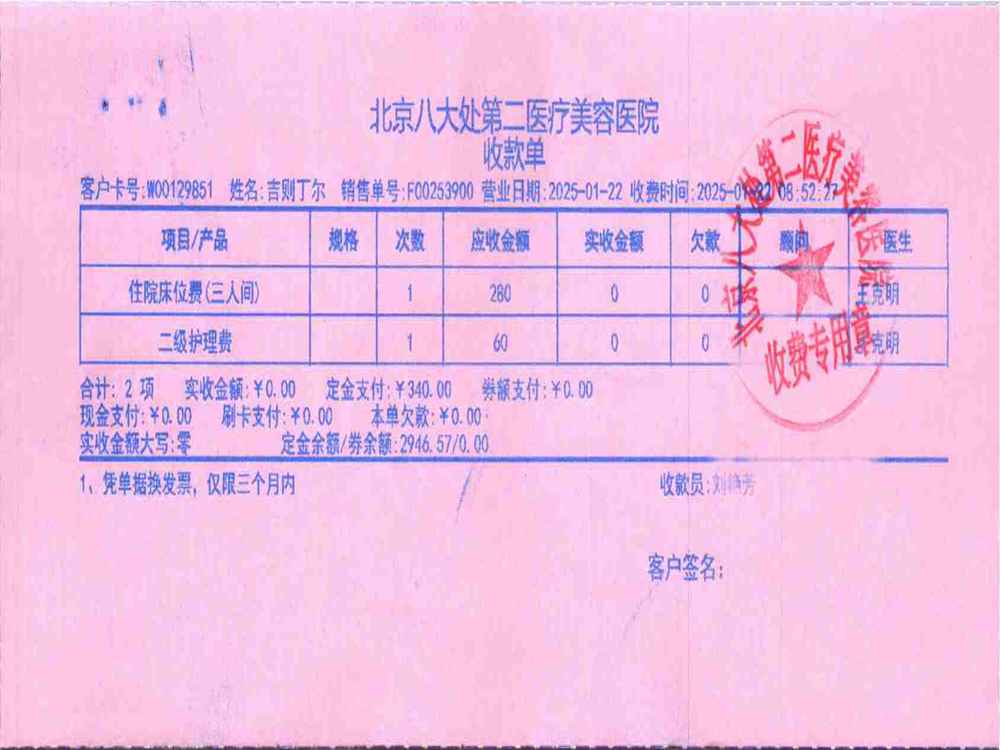 北京八大处第二医疗美容医院
收款单
客户卡号:W00129851 姓名:吉则丁尔 销售单号:F00253900 营业日期:2025-01-22 收费时间:2025-01-22 08:52:27
项目/产品 规格 次数 应收金额 实收金额 欠款 顾问 医生
住院床位费(三人间) 1 280 0 0 王克明
二级护理费 1 60 0 0 克明
合计: 2 项 实收金额:￥0.00 定金支付:￥340.00 券额支付:￥0.00
现金支付:￥0.00 刷卡支付:￥0.00 本单欠款:￥0.00
实收金额大写:零 定金余额/券余额:2946.57/0.00
1、凭单据换发票，仅限三个月内 收款员:刘艳芳
客户签名:
北京八大处第二医疗美容医院
收费专用章